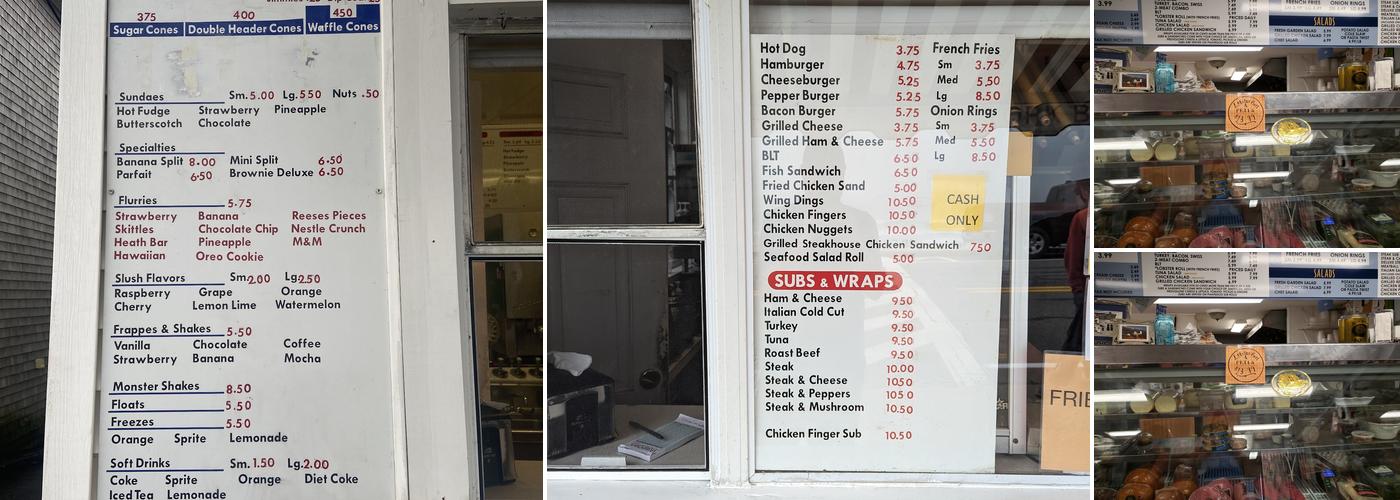 375 400 450
Sugar Cones Double Header Cones Waffle Cones
Sundaes Sm. 5.00 Lg. 550 Nuts .50
Hot Fudge Strawberry Pineapple
Butterscotch Chocolate
Specialties
Banana Split 8.00 Mini Split 6.50
Parfait 6.50 Brownie Deluxe 6.50
Flurries 5.75
Strawberry Banana Reeses Pieces
Skittles Chocolate Chip Nestle Crunch
Heath Bar Pineapple M&M
Hawaiian Oreo Cookie
Slush Flavors Sm 2.00 Lg 2.50
Raspberry Grape Orange
Cherry Lemon Lime Watermelon
Frappes & Shakes 5.50
Vanilla Chocolate Coffee
Strawberry Banana Mocha
Monster Shakes 8.50
Floats 5.50
Freezes 5.50
Orange Sprite Lemonade
Soft Drinks Sm. 1.50 Lg. 2.00
Coke Sprite Orange Diet Coke
Iced Tea Lemonade
Hot Dog 3.75 French Fries
Hamburger 4.75 Sm 3.75
Cheeseburger 5.25 Med 5.50
Pepper Burger 5.25 Lg 8.50
Bacon Burger 5.75 Onion Rings
Grilled Cheese 3.75 Sm 3.75
Grilled Ham & Cheese 5.75 Med 5.50
BLT 6.50 Lg 8.50
Fish Sandwich 6.50
Fried Chicken Sand 5.00
Wing Dings 10.50
Chicken Fingers 10.50
Chicken Nuggets 10.00
Grilled Steakhouse Chicken Sandwich 750
Seafood Salad Roll 5.00
CASH
ONLY
SUBS & WRAPS
Ham & Cheese 950
Italian Cold Cut 9.50
Turkey 9.50
Tuna 9.50
Roast Beef 9.50
Steak 10.00
Steak & Cheese 1050
Steak & Peppers 1050
Steak & Mushroom 10.50
Chicken Finger Sub 10.50
FRIE
3.99
FRENCH FRIES ONION RINGS
SALADS
FRENCH FRIES ONION RINGS
SALADS